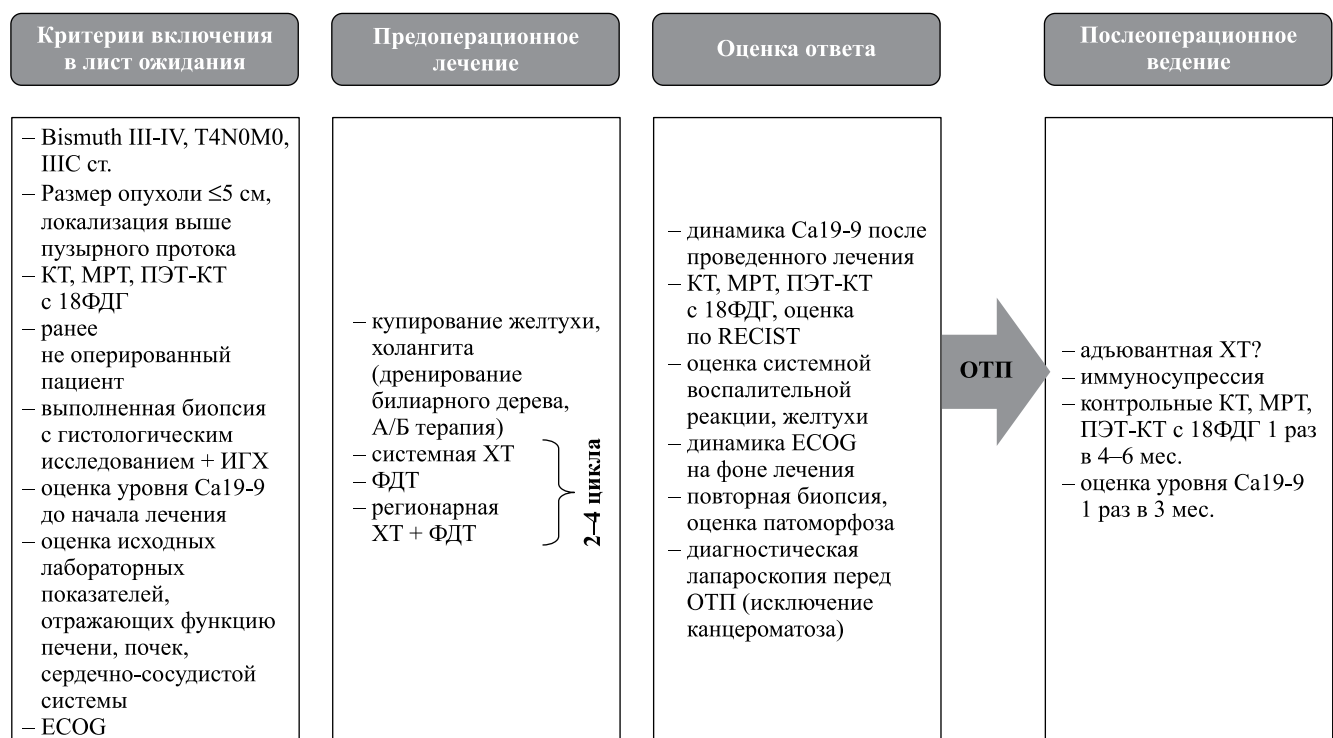 Критерии включения
в лист ожидания
– Bismuth III-IV, T4N0M0,
IIIC ст.
– Размер опухоли ≤5 см,
локализация выше
пузырного протока
– КТ, МРТ, ПЭТ-КТ
с 18ФДГ
– ранее
не оперированный
пациент
– выполненная биопсия
с гистологическим
исследованием + ИГХ
– оценка уровня Са19-9
до начала лечения
– оценка исходных
лабораторных
показателей,
отражающих функцию
печени, почек,
сердечно-сосудистой
системы
– ECOG
Предоперационное
лечение
– купирование желтухи,
холангита
(дренирование
билиарного дерева,
А/Б терапия)
– системная ХТ
– ФДТ
– регионарная
ХТ + ФДТ
2–4 цикла
Оценка ответа
– динамика Са19-9 после
проведенного лечения
– КТ, МРТ, ПЭТ-КТ
с 18ФДГ, оценка
по RECIST
– оценка системной
воспалительной
реакции, желтухи
– динамика ECOG
на фоне лечения
– повторная биопсия,
оценка патоморфоза
– диагностическая
лапароскопия перед
ОТП (исключение
канцероматоза)
ОТП
Послеоперационное
ведение
– адъювантная ХТ?
– иммуносупрессия
– контрольные КТ, МРТ,
ПЭТ-КТ с 18ФДГ 1 раз
в 4–6 мес.
– оценка уровня Са19-9
1 раз в 3 мес.